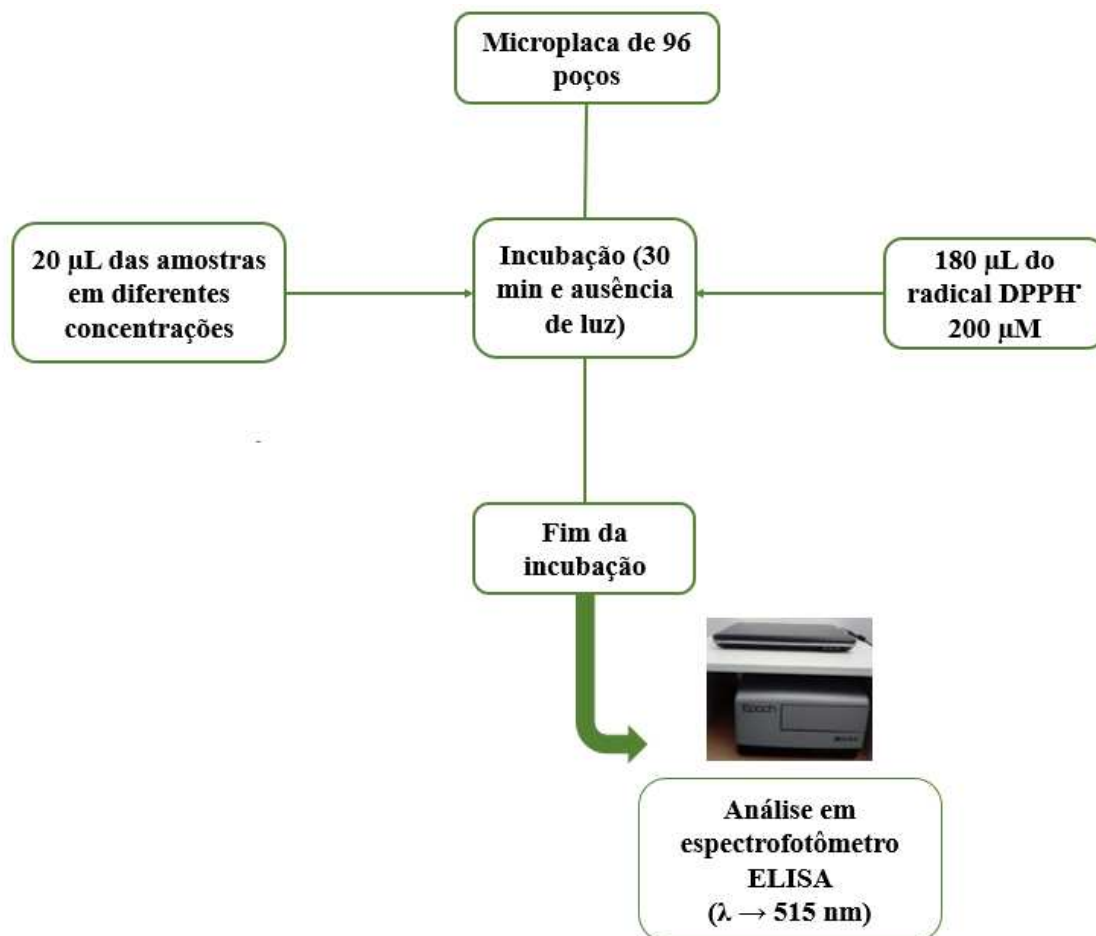 Microplaca de 96
poços
20 µL das amostras
em diferentes
concentrações
Incubação (30
min e ausência
de luz)
180 µL do
radical DPPH•
200 µM
Fim da
incubação
Epoch
Análise em
espectrofotômetro
ELISA
(λ → 515 nm)